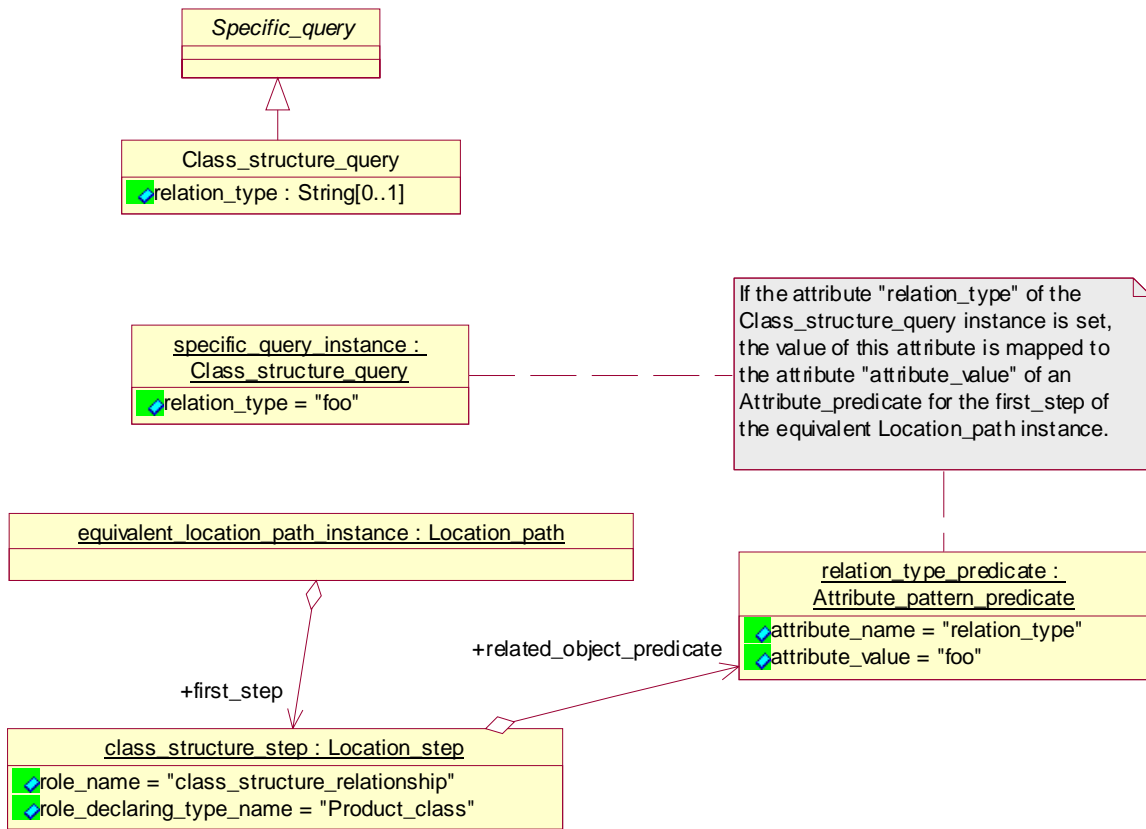 Specific_query
Class_structure_query
relation_type : String[0..1]
If the attribute "relation_type" of the
Class_structure_query instance is set,
the value of this attribute is mapped to
the attribute "attribute_value" of an
Attribute_predicate for the first_step of
the equivalent Location_path instance.
specific_query_instance :
Class_structure_query
relation_type = "foo"
equivalent_location_path_instance : Location_path
relation_type_predicate :
Attribute_pattern_predicate
attribute_name = "relation_type"
attribute_value = "foo"
+related_object_predicate
+first_step
class_structure_step : Location_step
role_name = "class_structure_relationship"
role_declaring_type_name = "Product_class"